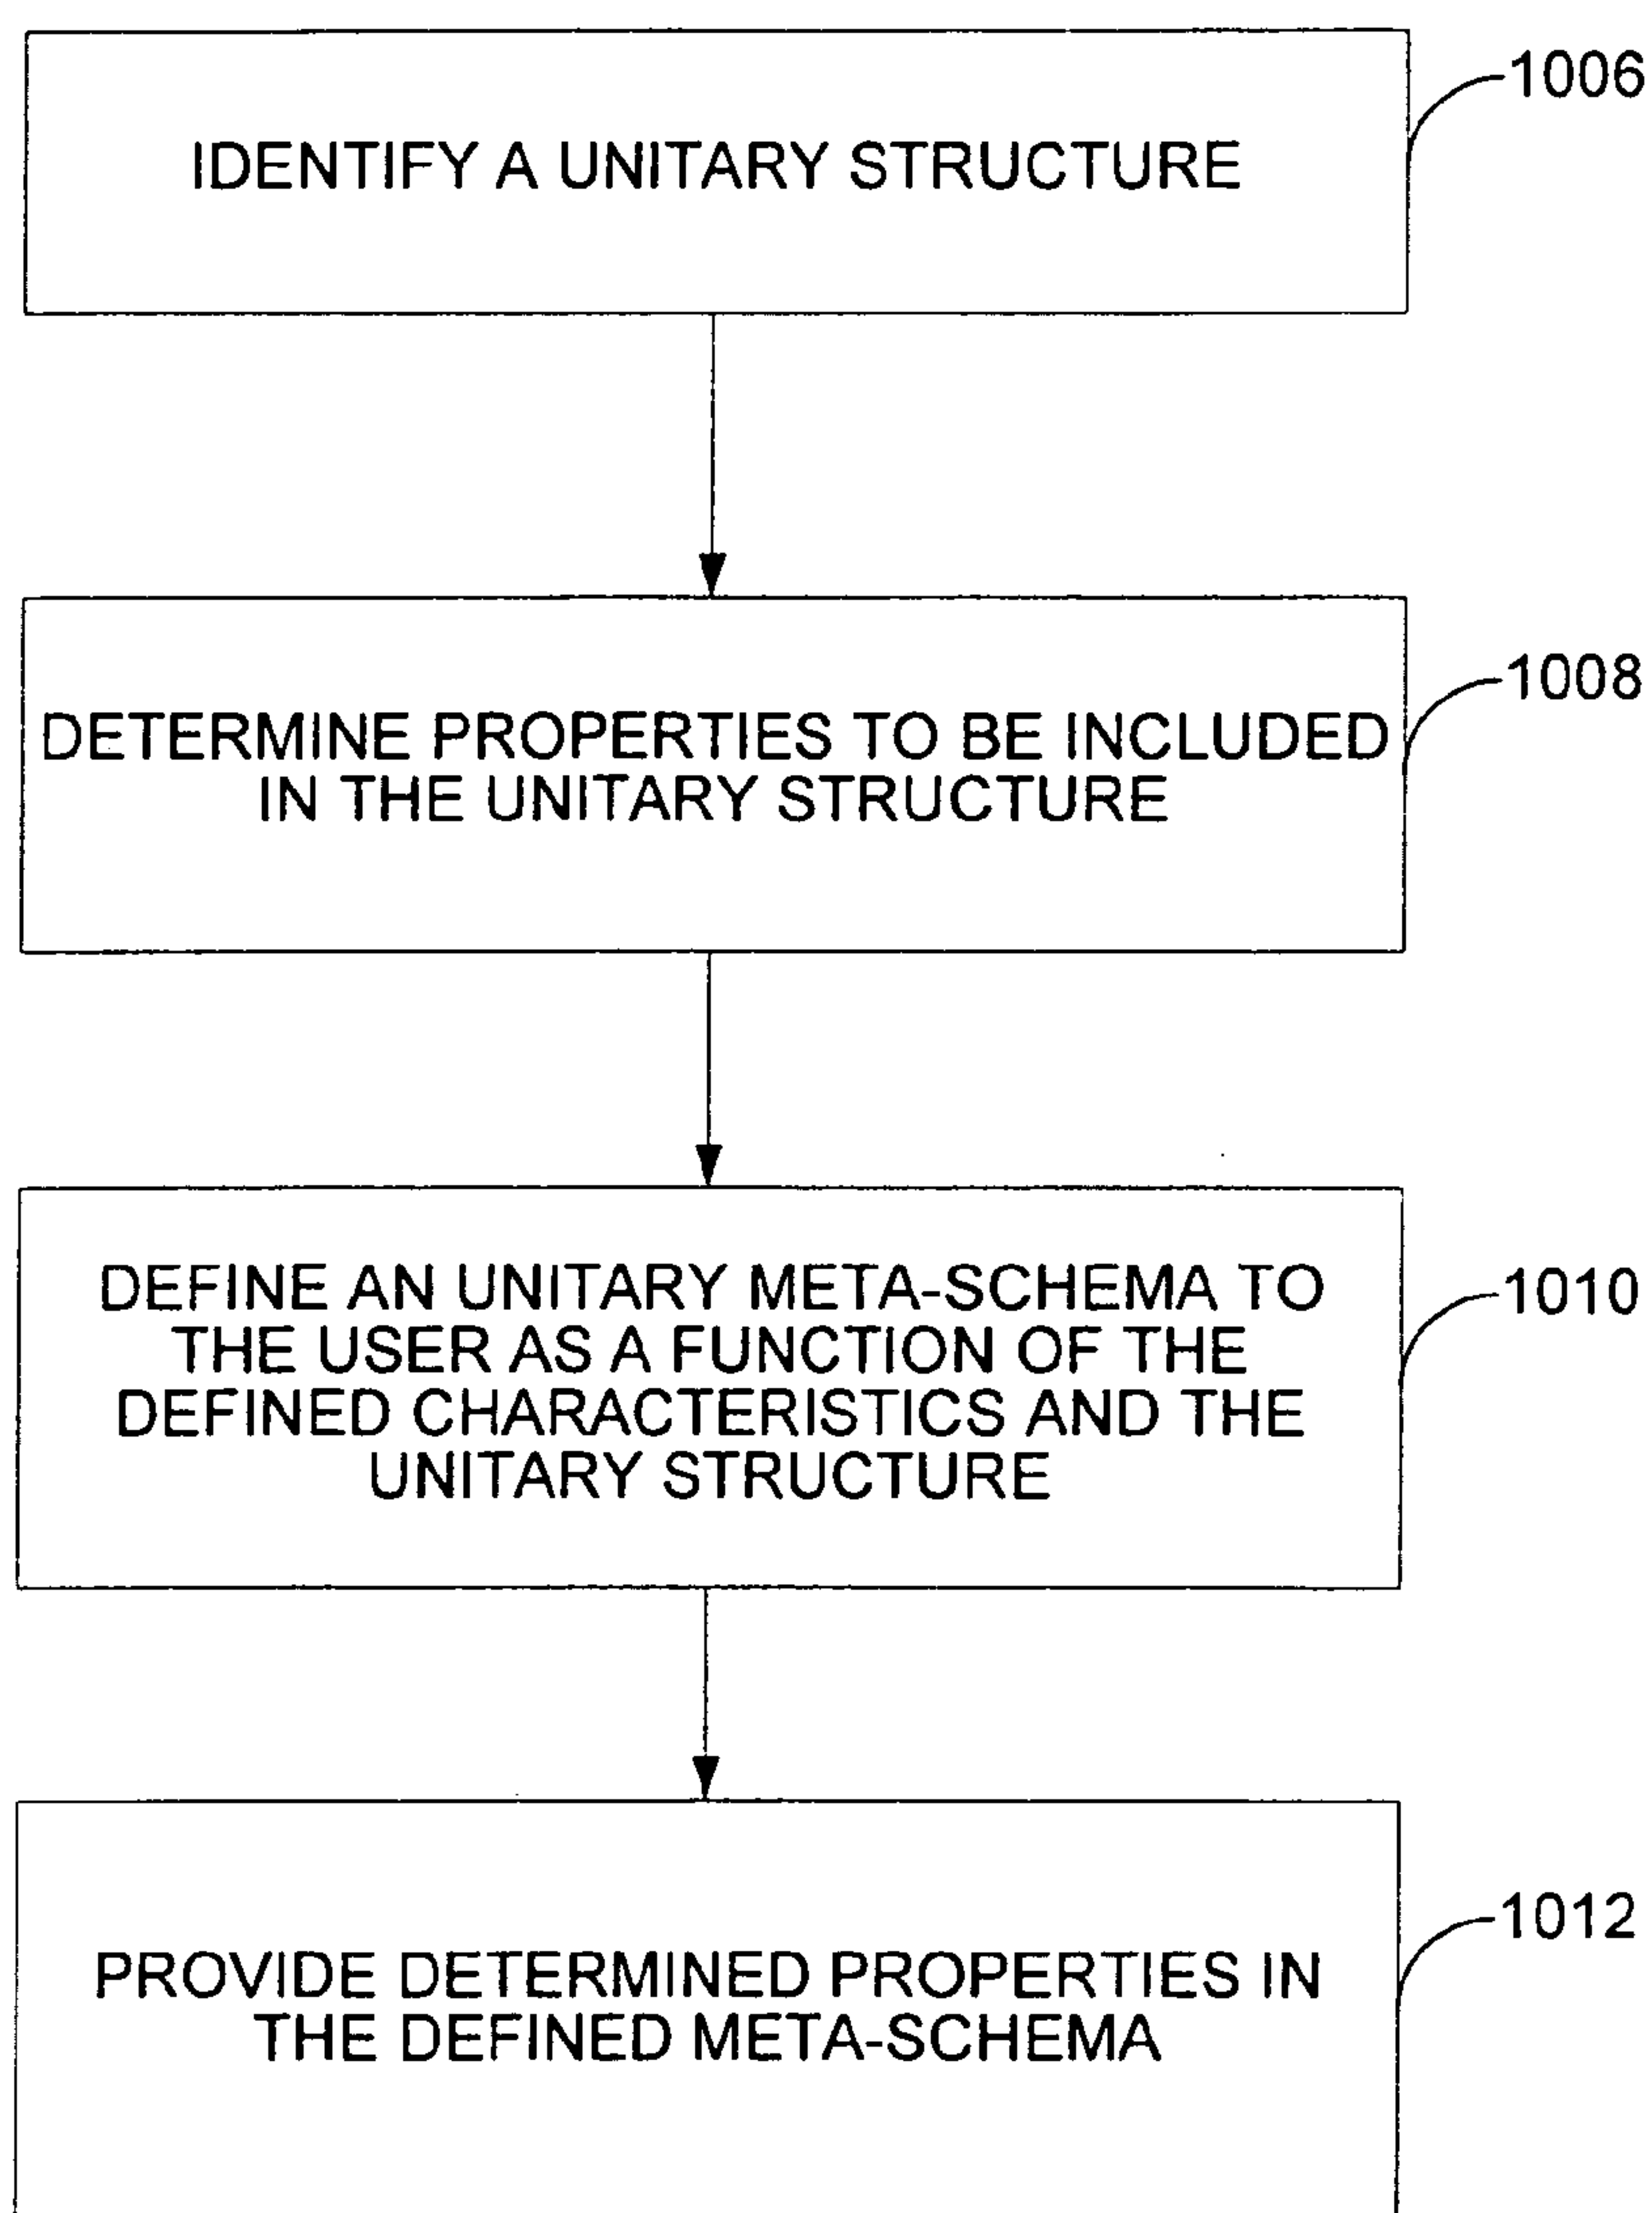 1006
IDENTIFY A UNITARY STRUCTURE
1008
DETERMINE PROPERTIES TO BE INCLUDED
IN THE UNITARY STRUCTURE
1010
DEFINE AN UNITARY META-SCHEMA TO
THE USER AS A FUNCTION OF THE
DEFINED CHARACTERISTICS AND THE
UNITARY STRUCTURE
1012
PROVIDE DETERMINED PROPERTIES IN
THE DEFINED META-SCHEMA